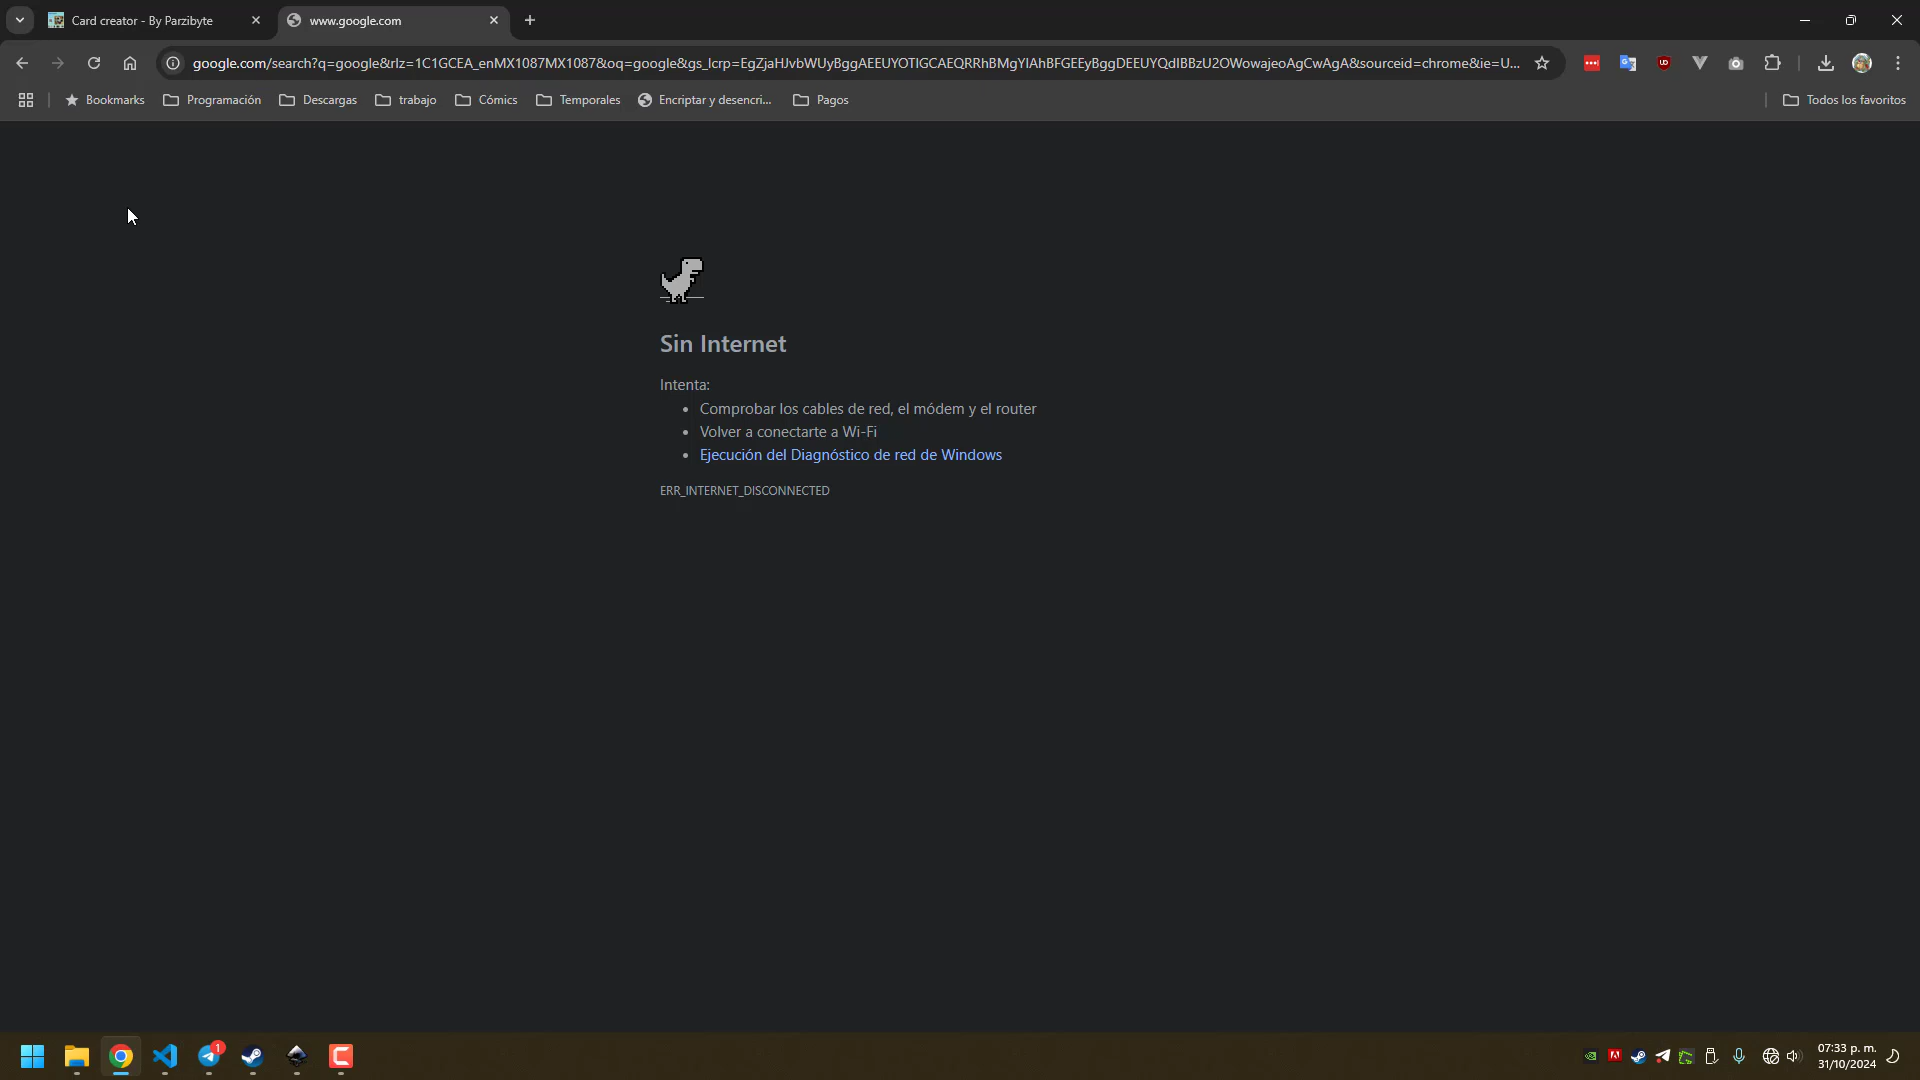 Card creator - By Parzibyte
www.google.com
google.com/search?q=google&rlz=1C1GCEA_enMX1087MX1087&oq=google&gs_lcrp=EgZjaHJvbWUyBggAEEUYOTIGCAEQRRhBMgYIAhBFGEEyBggDEEUYQdIBBzU2OWowajeoAgCwAgA&sourceid=chrome&ie=U...
Bookmarks Programación Descargas trabajo Cómics Temporales Encriptar y desencri... Pagos Todos los favoritos
Sin Internet
Intenta:
Comprobar los cables de red, el módem y el router
Volver a conectarte a Wi-Fi
Ejecución del Diagnóstico de red de Windows
ERR_INTERNET_DISCONNECTED
1
07:33 p. m.
31/10/2024